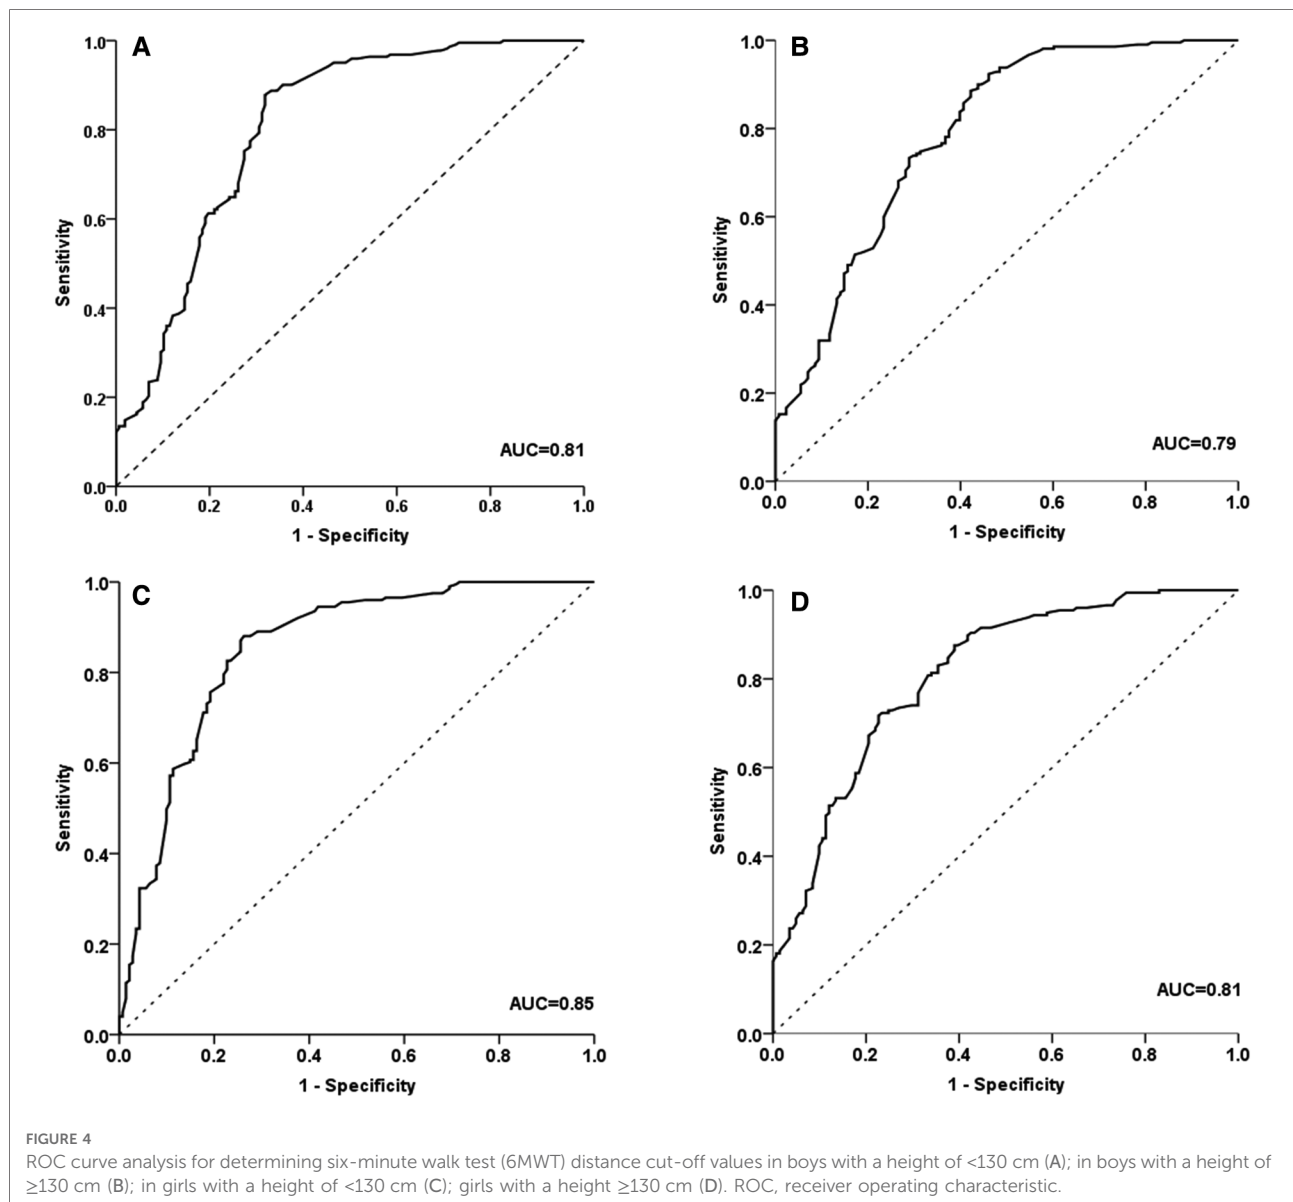 A
1.0
0.8
0.6
0.4
0.2
0.0
Sensitivity
AUC=0.81
0.0 0.2 0.4 0.6 0.8 1.0
1 - Specificity
B
1.0
0.8
0.6
0.4
0.2
0.0
Sensitivity
AUC=0.79
0.0 0.2 0.4 0.6 0.8 1.0
1 - Specificity
C
1.0
0.8
0.6
0.4
0.2
0.0
Sensitivity
AUC=0.85
0.0 0.2 0.4 0.6 0.8 1.0
1 - Specificity
D
1.0
0.8
0.6
0.4
0.2
0.0
Sensitivity
AUC=0.81
0.0 0.2 0.4 0.6 0.8 1.0
1 - Specificity
FIGURE 4
ROC curve analysis for determining six-minute walk test (6MWT) distance cut-off values in boys with a height of <130 cm (A); in boys with a height of
≥130 cm (B); in girls with a height of <130 cm (C); girls with a height ≥130 cm (D). ROC, receiver operating characteristic.